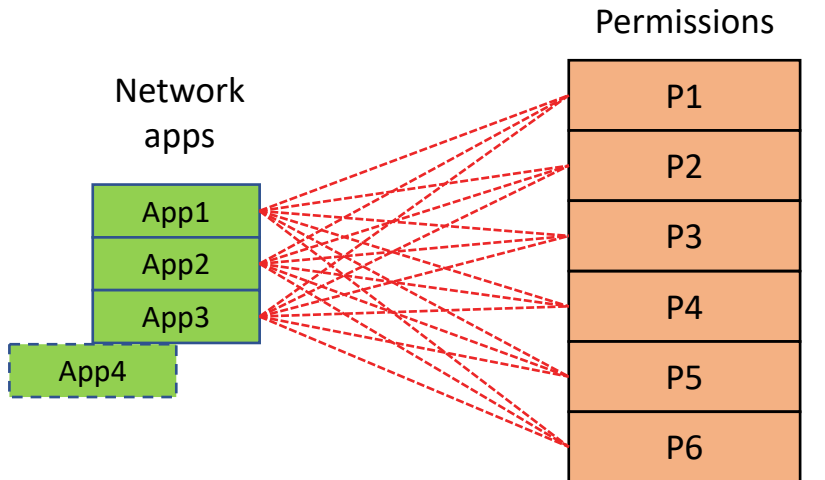 Permissions
Network
apps
App1
App2
App3
App4
P1
P2
P3
P4
P5
P6